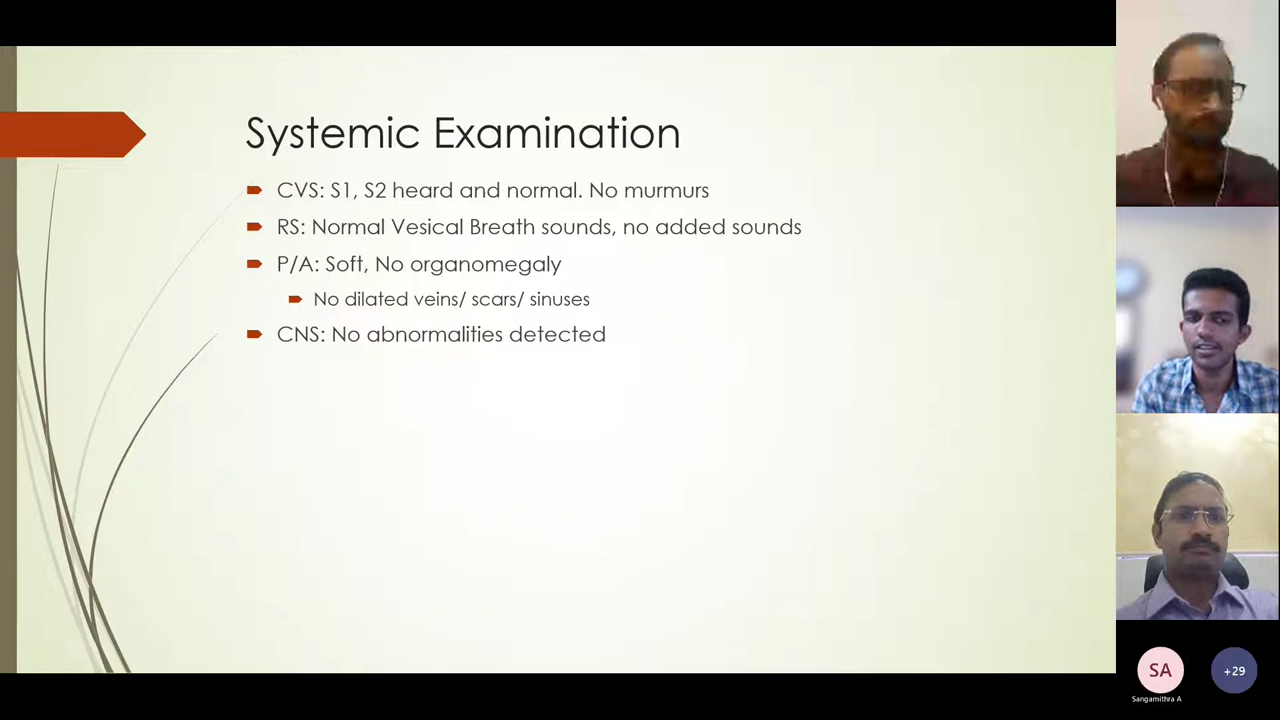 Systemic Examination
CVS: S1, S2 heard and normal. No murmurs
RS: Normal Vesical Breath sounds, no added sounds
P/A: Soft, No organomegaly
No dilated veins/ scars/ sinuses
CNS: No abnormalities detected
SA
+29
Sangamithra A